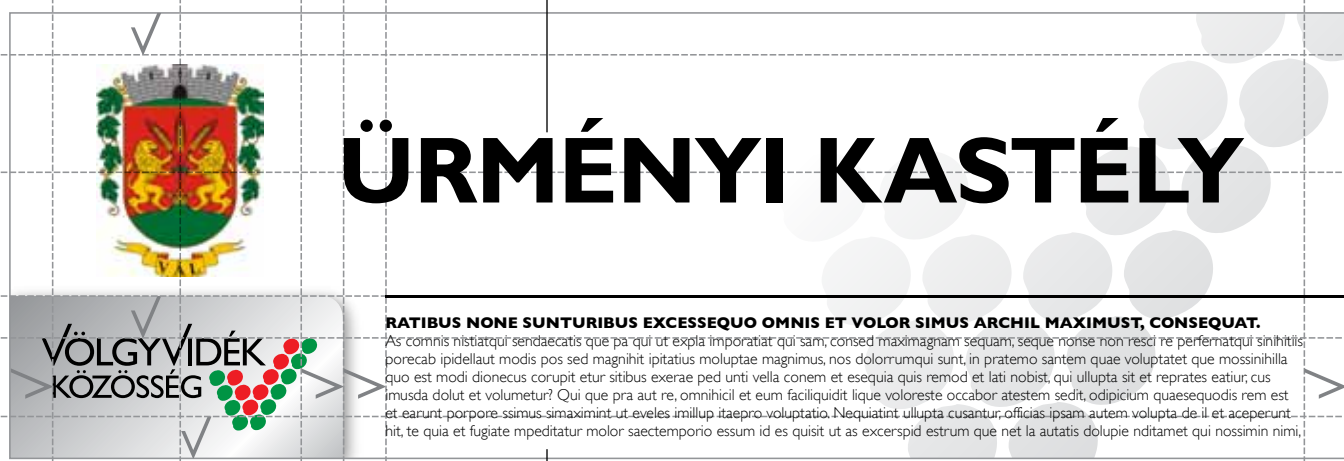 VÁL
ÜRMÉNYI KASTÉLY
VÖLGYVIDÉK
KÖZÖSSÉG
RATIBUS NONE SUNTURIBUS EXCESSEQUO OMNIS ET VOLOR SIMUS ARCHIL MAXIMUST, CONSEQUAT.
As comnis nistiatqui sendaecatis que pa qui ut expla imporatiat qui sam, consed maximagnam sequam, seque nonse non resci re perfernatqui sinihitiis
porecab ipidellaut modis pos sed magnihit ipitatius moluptae magnimus, nos dolorrumqui sunt, in pratemo santem quae voluptatet que mossinihilla
quo est modi dionecus corupit etur sitibus exerae ped unti vella conem et esequia quis remod et lati nobist, qui ullupta sit et reprates eatiur, cus
musda dolut et volumetur? Qui que pra aut re, omnihicil et eum faciliquidit lique voloreste occabor atestem sedit, odipicium quaesequodis rem est
et earunt porpore ssimus simaximint ut eveles imillup itaepro voluptatio. Nequiatint ullupta cusantur, officias ipsam autem volupta de il et aceperunt
hit, te quia et fugiate mpeditatur molor saectemporio essum id es quisit ut as excerspid estrum que net la autatis dolupie nditamet qui nossimin nimi,